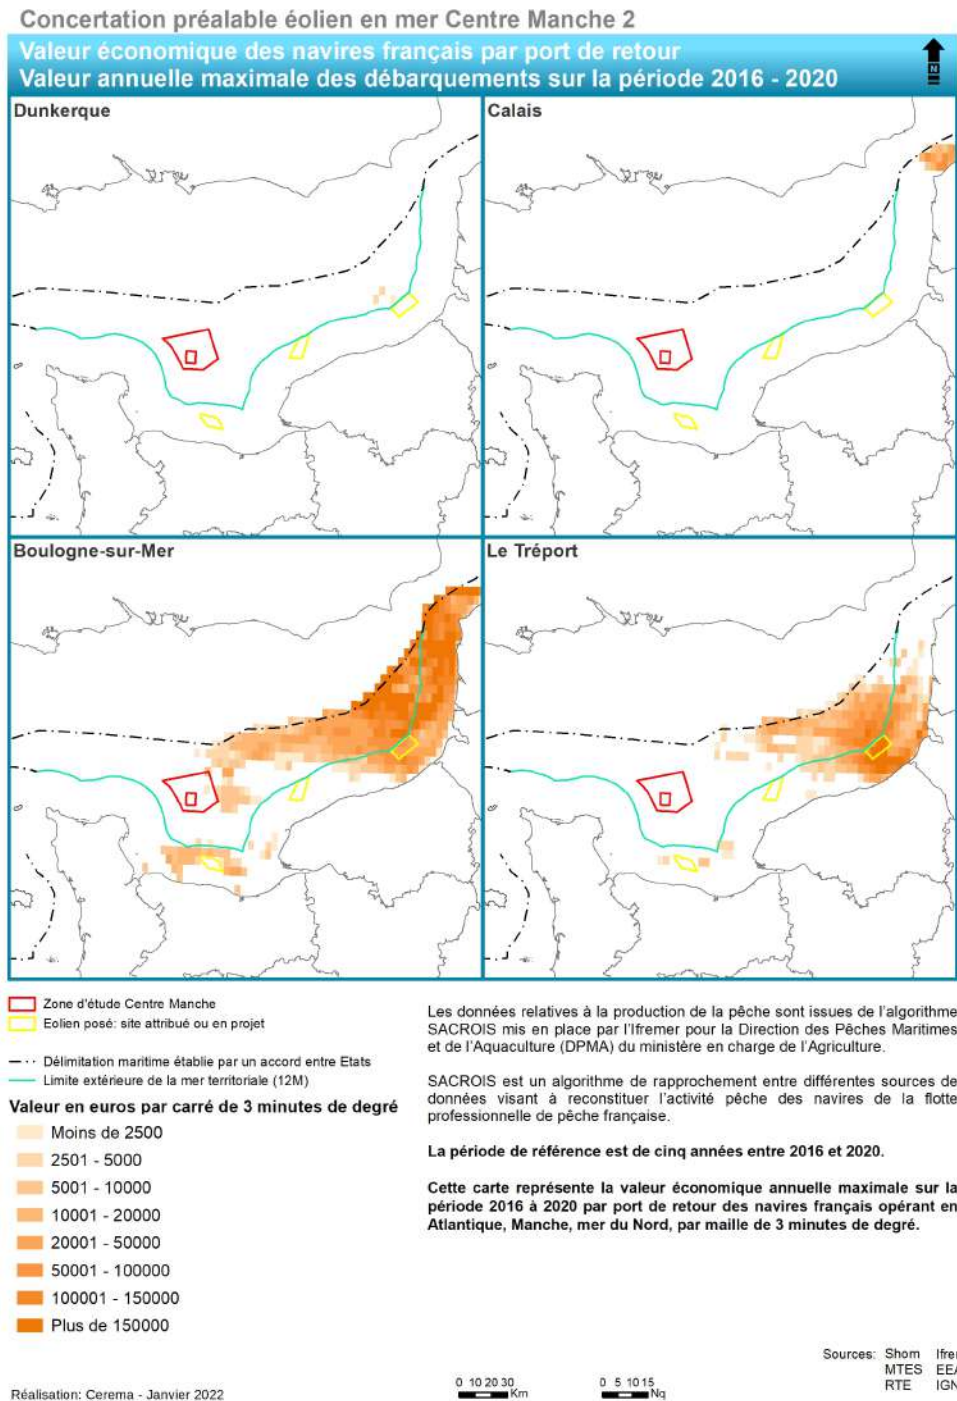 Concertation préalable éolien en mer Centre Manche 2
Valeur économique des navires français par port de retour
Valeur annuelle maximale des débarquements sur la période 2016 - 2020
N
Dunkerque
Calais
Boulogne-sur-Mer
Le Tréport
Zone d'étude Centre Manche
Eolien posé: site attribué ou en projet
Délimitation maritime établie par un accord entre Etats
Limite extérieure de la mer territoriale (12M)
Valeur en euros par carré de 3 minutes de degré
Moins de 2500
2501 - 5000
5001 - 10000
10001 - 20000
20001 - 50000
50001 - 100000
100001 - 150000
Plus de 150000
Les données relatives à la production de la pêche sont issues de l'algorithme
SACROIS mis en place par l'Ifremer pour la Direction des Pêches Maritimes
et de l'Aquaculture (DPMA) du ministère en charge de l'Agriculture.
SACROIS est un algorithme de rapprochement entre différentes sources de
données visant à reconstituer l'activité pêche des navires de la flotte
professionnelle de pêche française.
La période de référence est de cinq années entre 2016 et 2020.
Cette carte représente la valeur économique annuelle maximale sur la
période 2016 à 2020 par port de retour des navires français opérant en
Atlantique, Manche, mer du Nord, par maille de 3 minutes de degré.
Réalisation: Cerema - Janvier 2022
0 10 20 30
Km
0 5 10 15
Nq
Sources: Shom Ifre
MTES EEA
RTE IGN